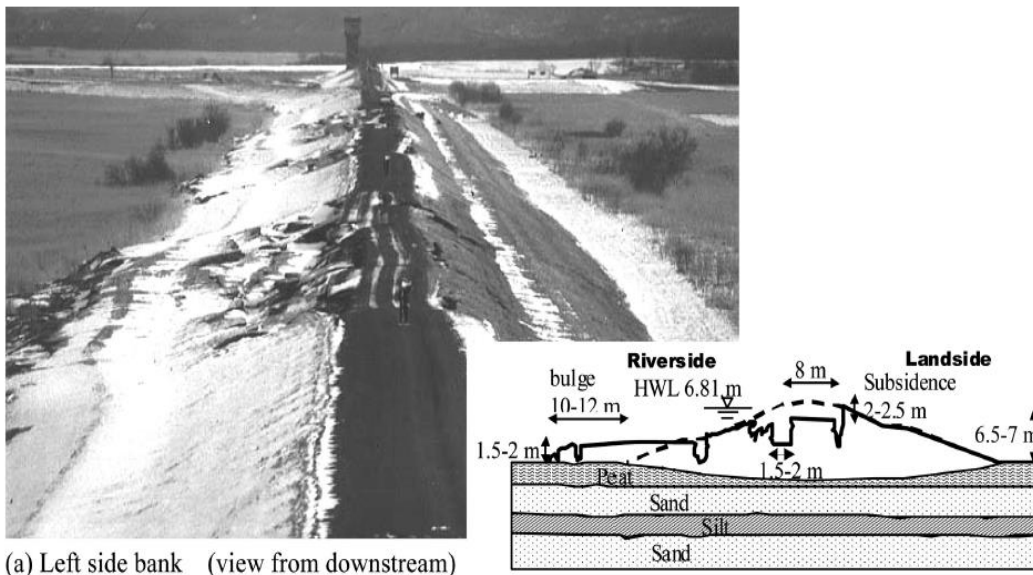 Riverside
Landside
8 m
HWL 6.81 m
Subsidence
2-2.5 m
bulge
10-12 m
6.5-7 m
1.5-2 m
1.5-2 m
Peat
Sand
Silt
Sand
(a) Left side bank (view from downstream)